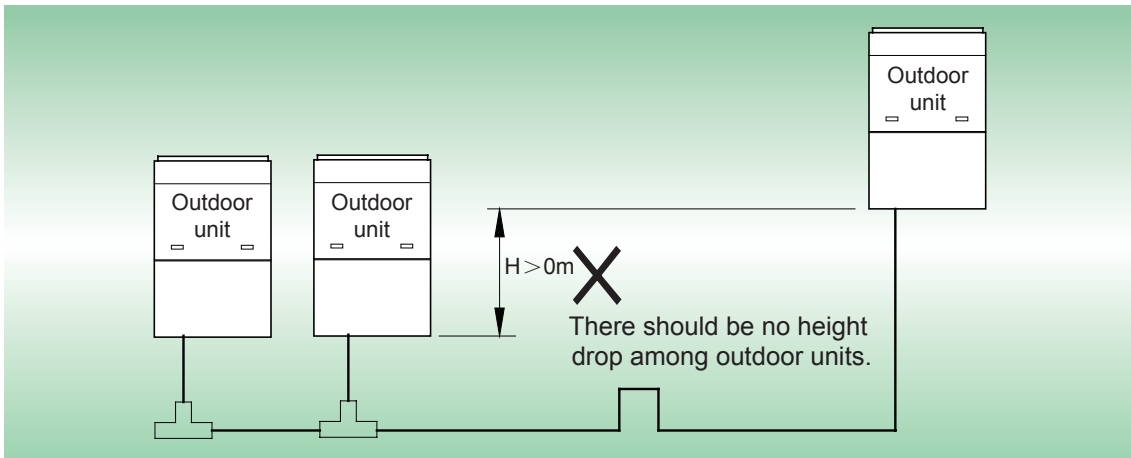 Outdoor
unit
Outdoor
unit
Outdoor
unit
H＞0m
There should be no height
drop among outdoor units.